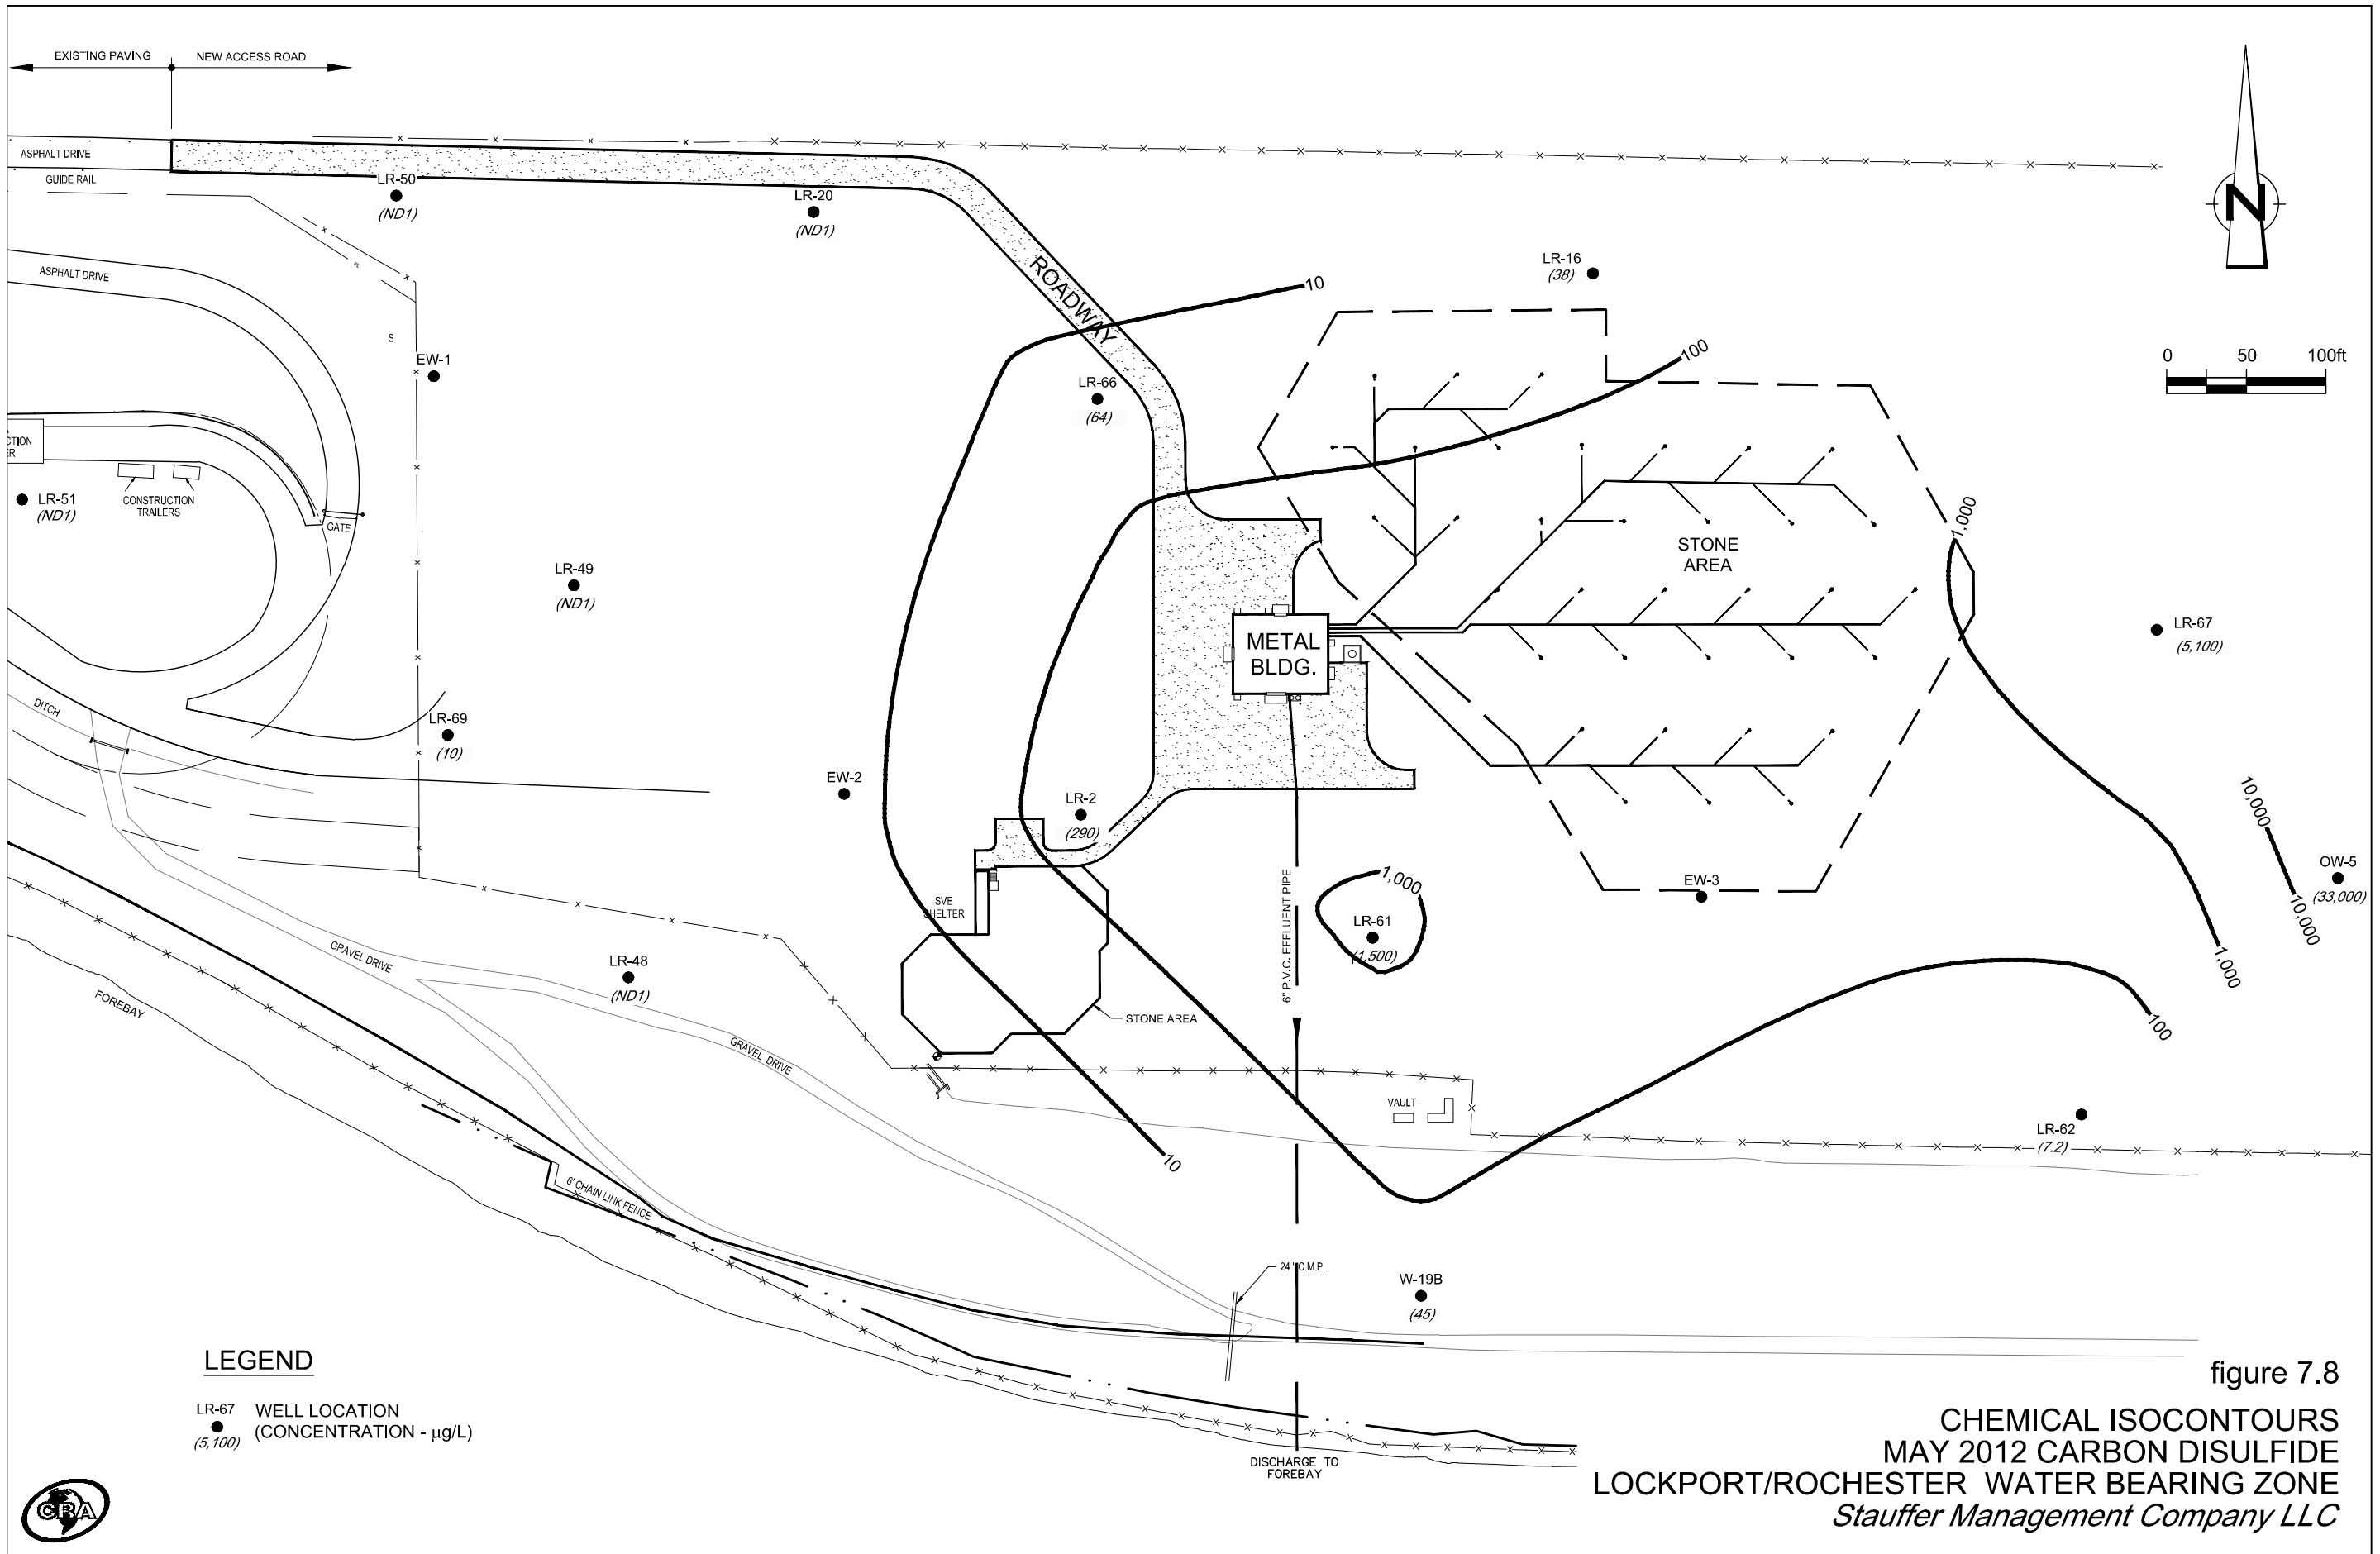 EXISTING PAVING
NEW ACCESS ROAD
ASPHALT DRIVE
GUIDE RAIL
LR-50
(ND1)
LR-20
(ND1)
ROADWAY
10
LR-16
(38)
N
ASPHALT DRIVE
S
EW-1
LR-66
(64)
100
0 50 100ft
CTION
ER
LR-51
(ND1)
CONSTRUCTION
TRAILERS
GATE
1,000
STONE
AREA
LR-49
(ND1)
METAL
BLDG.
LR-67
(5,100)
DITCH
LR-69
(10)
EW-2
LR-2
(290)
10,000
OW-5
(33,000)
10,000
1,000
EW-3
SVE
SHELTER
6" P.V.C. EFFLUENT PIPE
1,000
LR-61
(1,500)
GRAVEL DRIVE
LR-48
(ND1)
FOREBAY
STONE AREA
100
GRAVEL DRIVE
VAULT
LR-62
(7.2)
10
6' CHAIN LINK FENCE
24" C.M.P.
W-19B
(45)
DISCHARGE TO
FOREBAY
LEGEND
LR-67
(5,100)
WELL LOCATION
(CONCENTRATION - µg/L)
CRA
figure 7.8
CHEMICAL ISOCONTOURS
MAY 2012 CARBON DISULFIDE
LOCKPORT/ROCHESTER WATER BEARING ZONE
Stauffer Management Company LLC